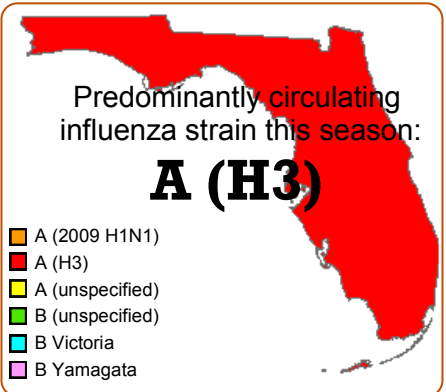 Predominantly circulating
influenza strain this season:
A (H3)
A (2009 H1N1)
A (H3)
A (unspecified)
B (unspecified)
B Victoria
B Yamagata